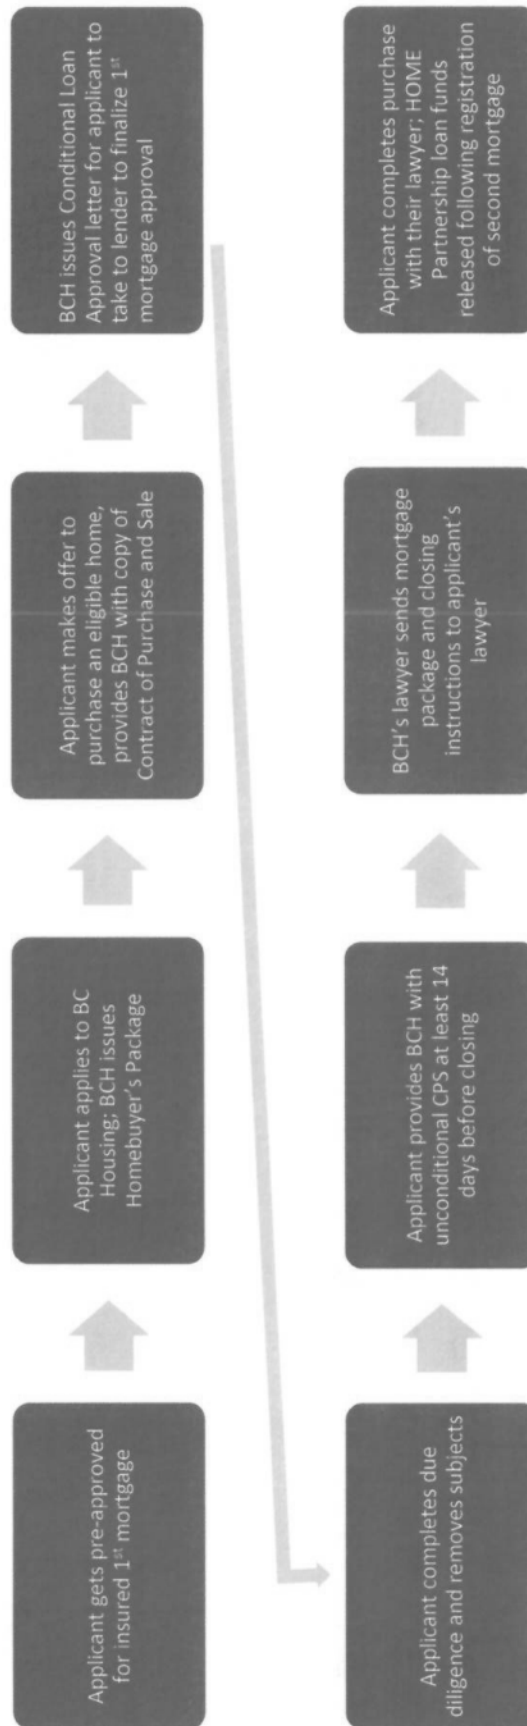 Applicant gets pre-approved
for insured 1st mortgage
Applicant applies to BC
Housing; BCH issues
Homebuyer's Package
Applicant makes offer to
purchase an eligible home,
provides BCH with copy of
Contract of Purchase and Sale
BCH issues Conditional Loan
Approval letter for applicant to
take to lender to finalize 1st
mortgage approval
Applicant completes due
diligence and removes subjects
Applicant provides BCH with
unconditional CPS at least 14
days before closing
BCH's lawyer sends mortgage
package and closing
instructions to applicant's
lawyer
Applicant completes purchase
with their lawyer; HOME
Partnership loan funds
released following registration
of second mortgage